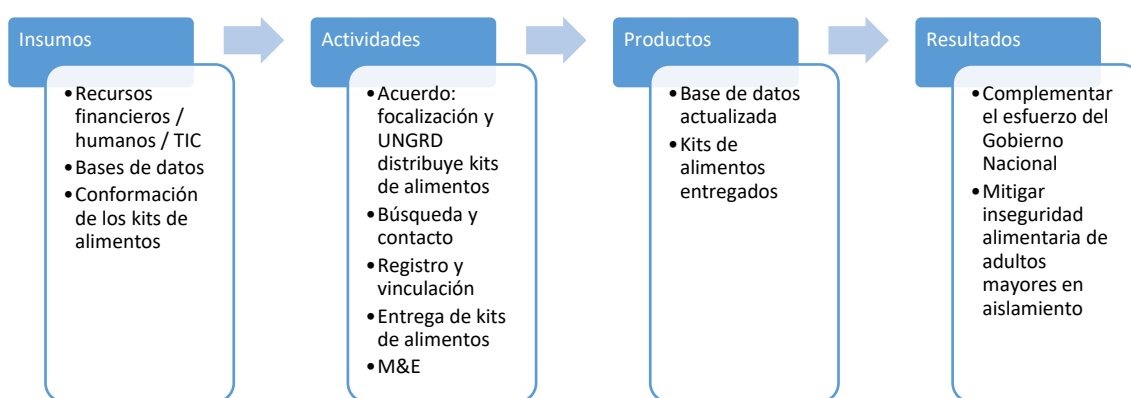 Insumos
•Recursos
financieros /
humanos / TIC
•Bases de datos
•Conformación
de los kits de
alimentos
Actividades
•Acuerdo:
focalización y
UNGRD
distribuye kits
de alimentos
•Búsqueda y
contacto
•Registro y
vinculación
•Entrega de kits
de alimentos
•M&E
Productos
•Base de datos
actualizada
•Kits de
alimentos
entregados
Resultados
•Complementar
el esfuerzo del
Gobierno
Nacional
•Mitigar
inseguridad
alimentaria de
adultos
mayores en
aislamiento